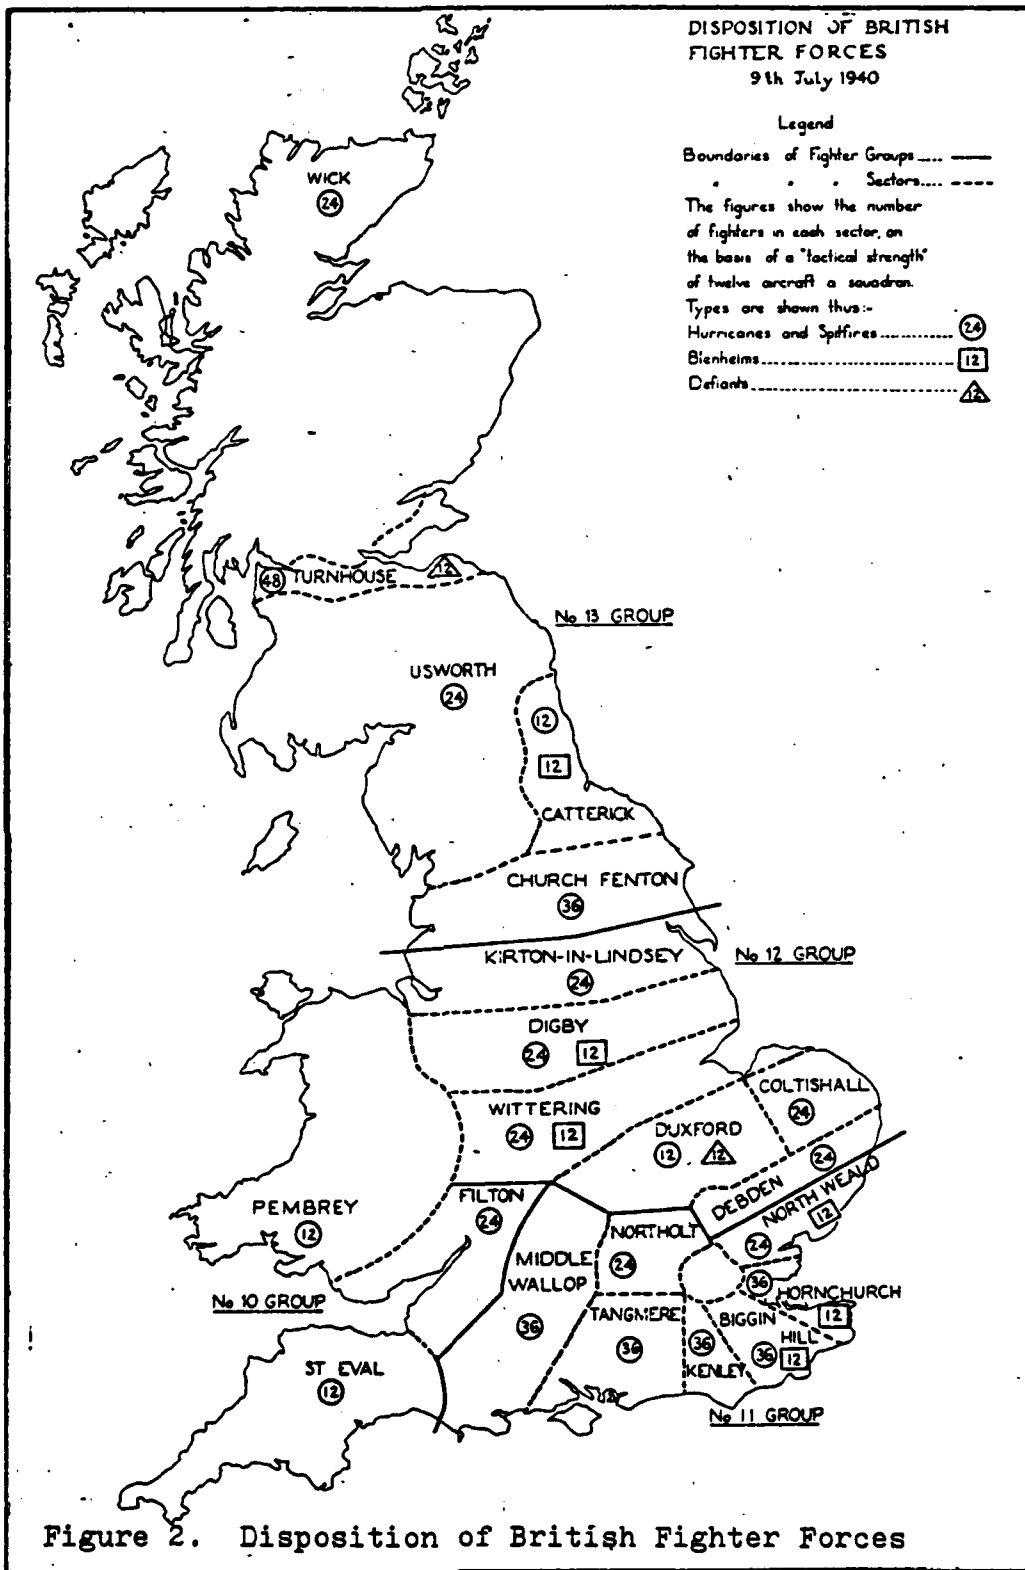 DISPOSITION OF BRITISH
FIGHTER FORCES
9th July 1940
Legend
Boundaries of Fighter Groups....
" " " Sectors....
The figures show the number
of fighters in each sector, on
the basis of a "tactical strength"
of twelve arcraft a squadron.
Types are shown thus:-
Hurricanes and Spitfires........... 24
Blenheims........................... 12
Defiants............................ 12
WICK
24
48 TURNHOUSE 12
No 13 GROUP
USWORTH
24
12
12
CATTERICK
CHURCH FENTON
36
No 12 GROUP
KIRTON-IN-LINDSEY
24
DIGBY
24 12
COLTISHALL
24
WITTERING
24 12
DUXFORD
12 12
24
DEBDEN
NORTH WEALD
12
24
PEMBREY
12
FILTON
24
NORTHOLT
24
MIDDLE
WALLOP
36
No 10 GROUP
36
HORNCHURCH
12
TANGMERE
36
BIGGIN
HILL
36 12
36
KENLEY
ST EVAL
12
No 11 GROUP
Figure 2. Disposition of British Fighter Forces